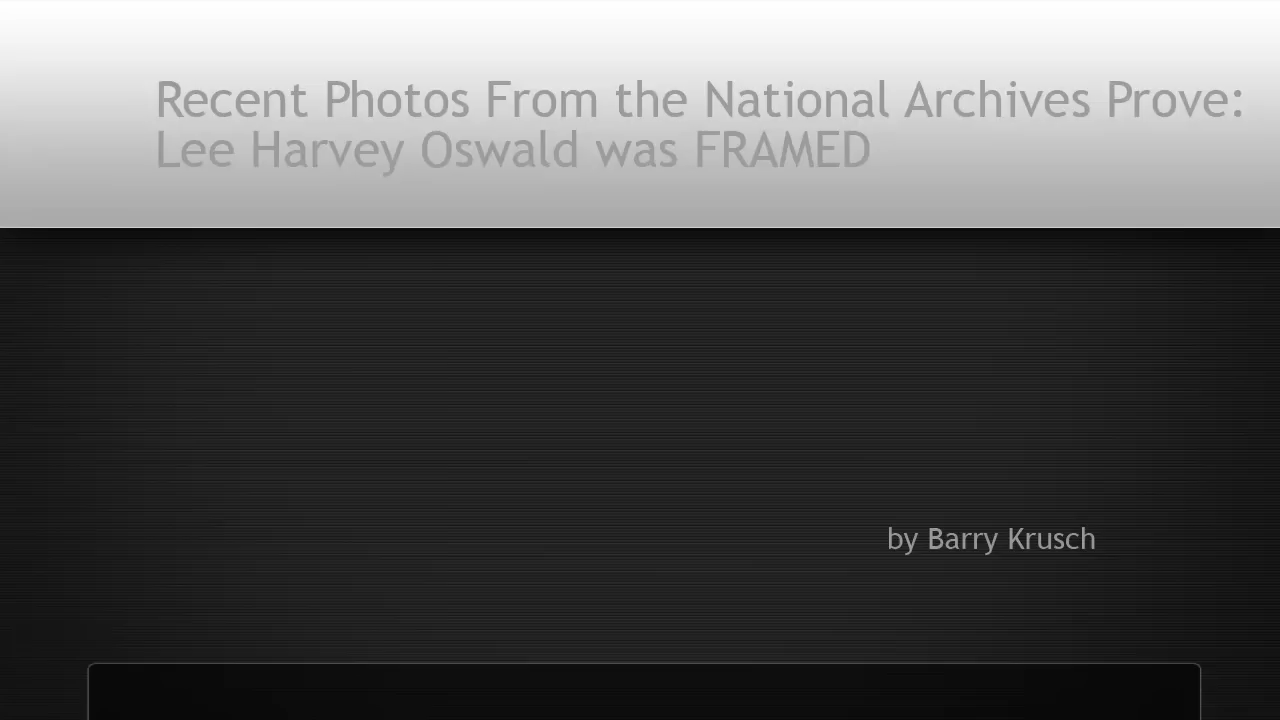 Recent Photos From the National Archives Prove:
Lee Harvey Oswald was FRAMED
by Barry Krusch